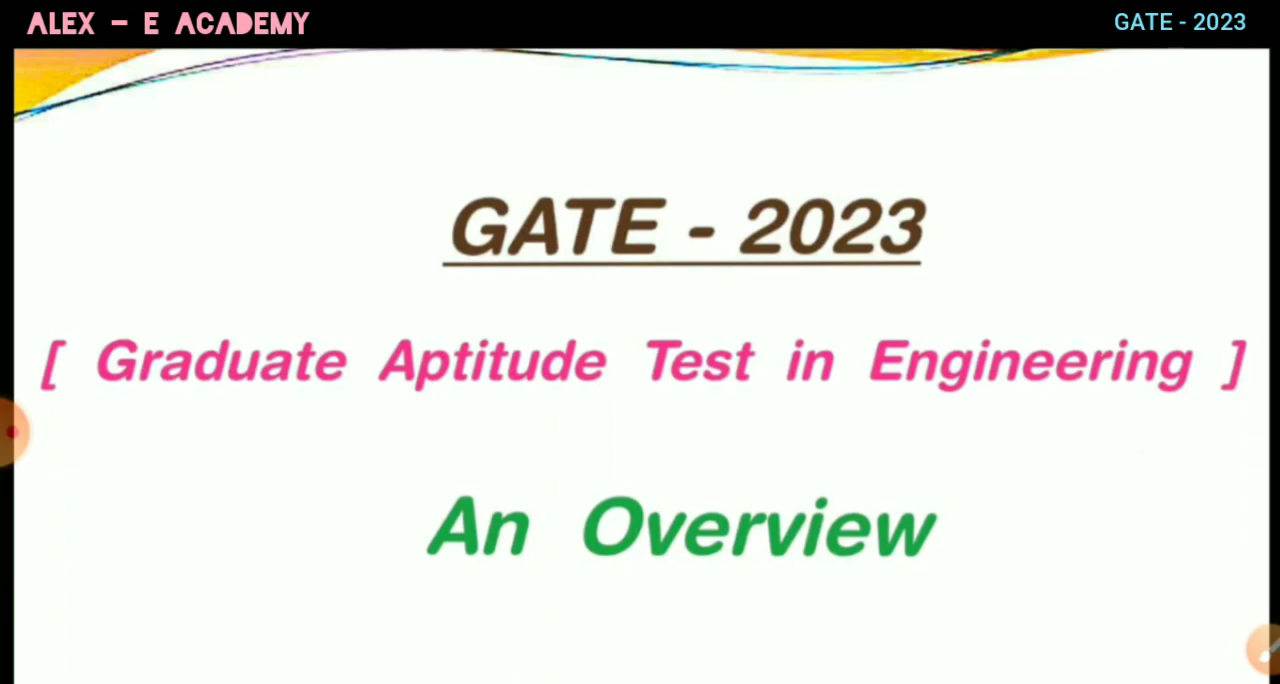 ALEX - E ACADEMY
GATE - 2023
GATE - 2023
[ Graduate Aptitude Test in Engineering ]
An Overview